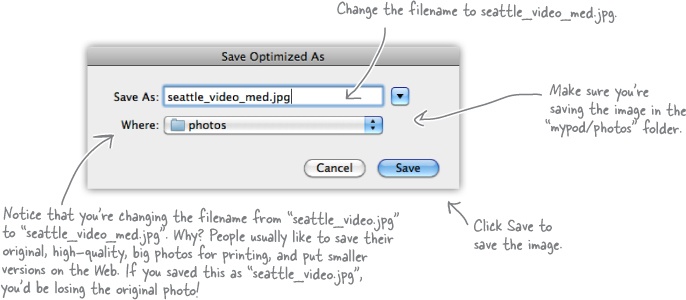 Change the filename to seattle_video_med.jpg.
Save Optimized As
Save As: seattle_video_med.jpg
Where: photos
Cancel Save
Make sure you're
saving the image in the
"mypod/photos" folder.
Notice that you're changing the filename from "seattle_video.jpg"
to "seattle_video_med.jpg". Why? People usually like to save their
original, high-quality, big photos for printing, and put smaller
versions on the Web. If you saved this as "seattle_video.jpg",
you'd be losing the original photo!
Click Save to
save the image.